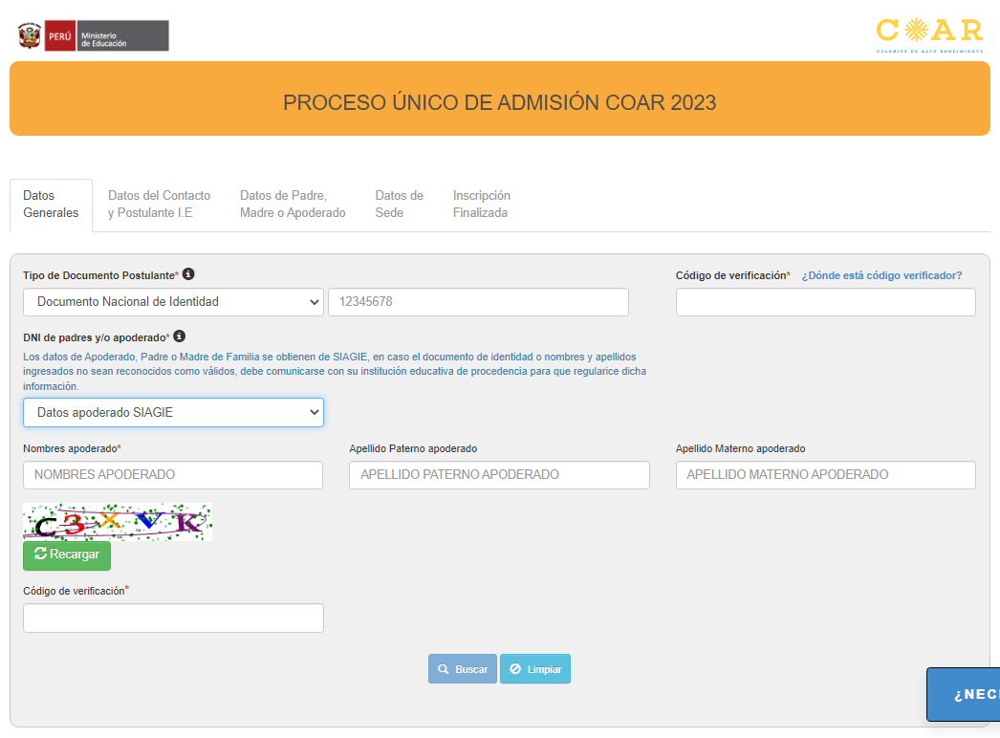 PERÚ
Ministerio
de Educación
COAR
COLEGIOS DE ALTO RENDIMIENTO
PROCESO ÚNICO DE ADMISIÓN COAR 2023
Datos
Generales
Datos del Contacto
y Postulante I.E
Datos de Padre,
Madre o Apoderado
Datos de
Sede
Inscripción
Finalizada
Tipo de Documento Postulante*
Código de verificación* ¿Dónde está código verificador?
Documento Nacional de Identidad
12345678
DNI de padres y/o apoderado*
Los datos de Apoderado, Padre o Madre de Familia se obtienen de SIAGIE, en caso el documento de identidad o nombres y apellidos
ingresados no sean reconocidos como válidos, debe comunicarse con su institución educativa de procedencia para que regularice dicha
información.
Datos apoderado SIAGIE
Nombres apoderado*
Apellido Paterno apoderado
Apellido Materno apoderado
NOMBRES APODERADO
APELLIDO PATERNO APODERADO
APELLIDO MATERNO APODERADO
C3XVK
Recargar
Código de verificación*
Buscar
Limpiar
¿NECI